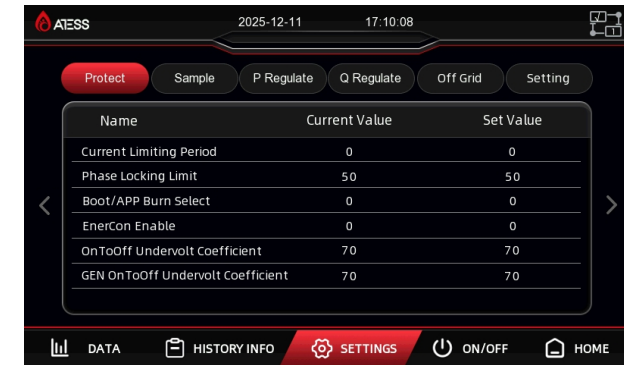 ATESS 2025-12-11 17:10:08
1
Protect Sample P Regulate Q Regulate Off Grid Setting
Name Current Value Set Value
Current Limiting Period 0 0
Phase Locking Limit 50 50
Boot/APP Burn Select 0 0
EnerCon Enable 0 0
OnToOff Undervolt Coefficient 70 70
GEN OnToOff Undervolt Coefficient 70 70
DATA HISTORY INFO SETTINGS ON/OFF HOME